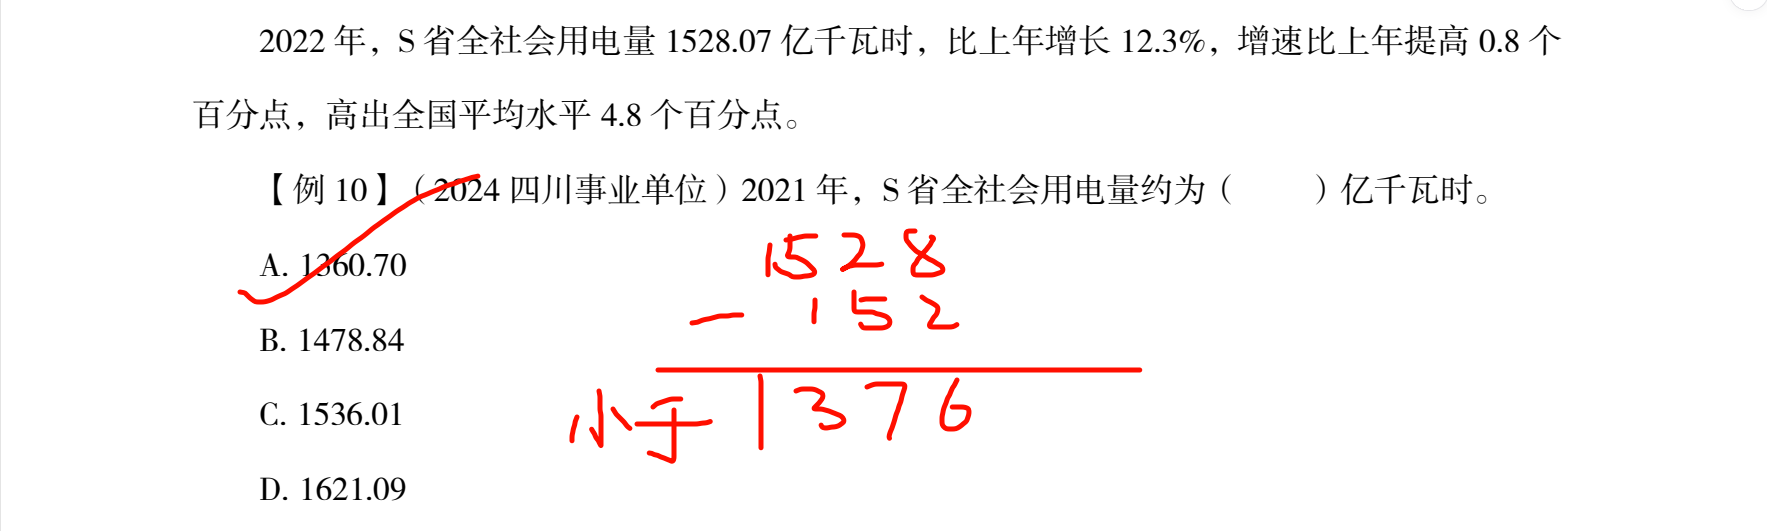 2022 年，S 省全社会用电量 1528.07 亿千瓦时，比上年增长 12.3%，增速比上年提高 0.8 个
百分点，高出全国平均水平 4.8 个百分点。
【例 10】（2024 四川事业单位）2021 年，S 省全社会用电量约为（　　）亿千瓦时。
A. 1360.70
B. 1478.84
C. 1536.01
D. 1621.09
1528
- 152
小于 1376